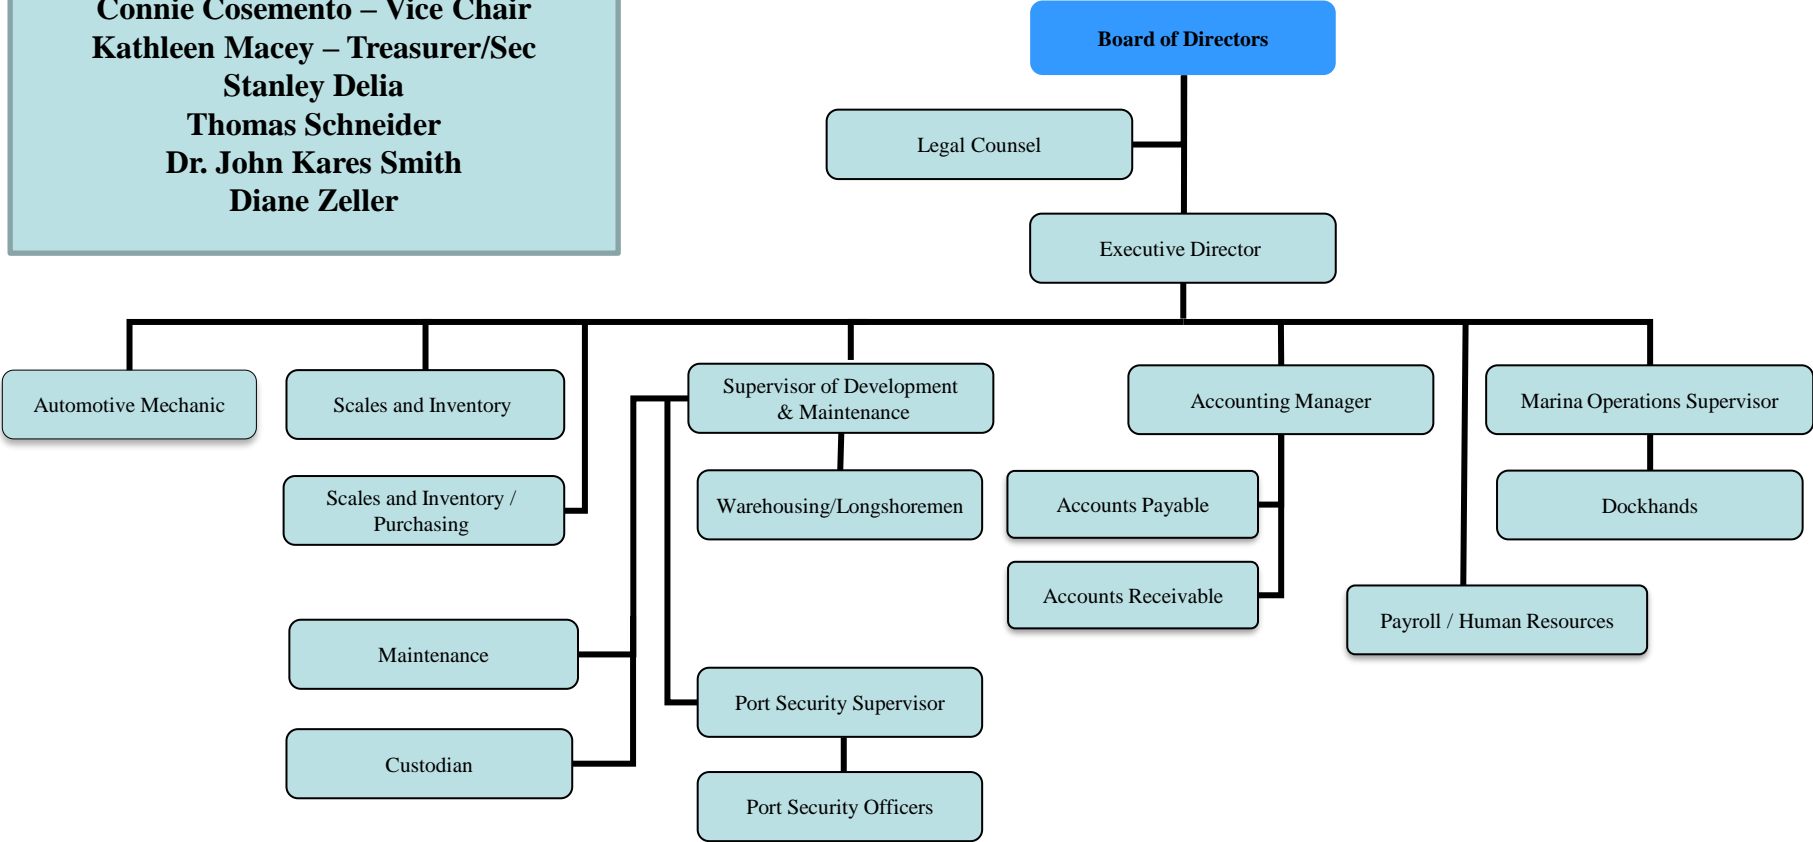 Connie Cosemento – Vice Chair
Kathleen Macey – Treasurer/Sec
Stanley Delia
Thomas Schneider
Dr. John Kares Smith
Diane Zeller
Board of Directors
Legal Counsel
Executive Director
Automotive Mechanic
Scales and Inventory
Supervisor of Development
& Maintenance
Accounting Manager
Marina Operations Supervisor
Scales and Inventory /
Purchasing
Warehousing/Longshoremen
Accounts Payable
Dockhands
Accounts Receivable
Payroll / Human Resources
Maintenance
Port Security Supervisor
Custodian
Port Security Officers